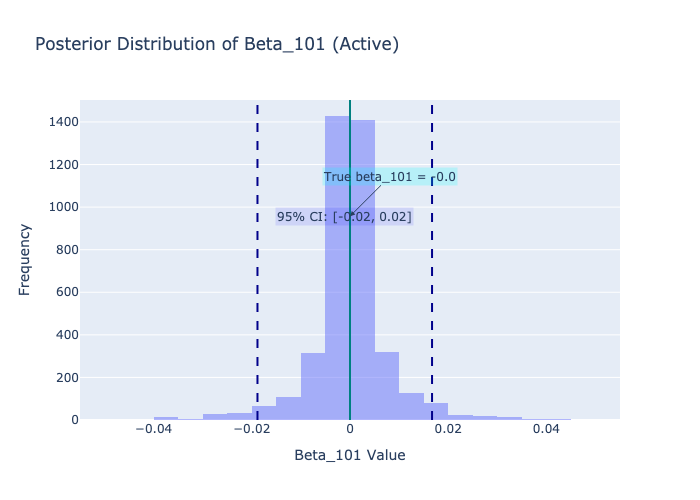 Posterior Distribution of Beta_101 (Active)
1400
1200
True beta_101 = -0.0
1000
95% CI: [-0.02, 0.02]
800
600
400
200
0
Frequency
−0.04
−0.02
0
0.02
0.04
Beta_101 Value